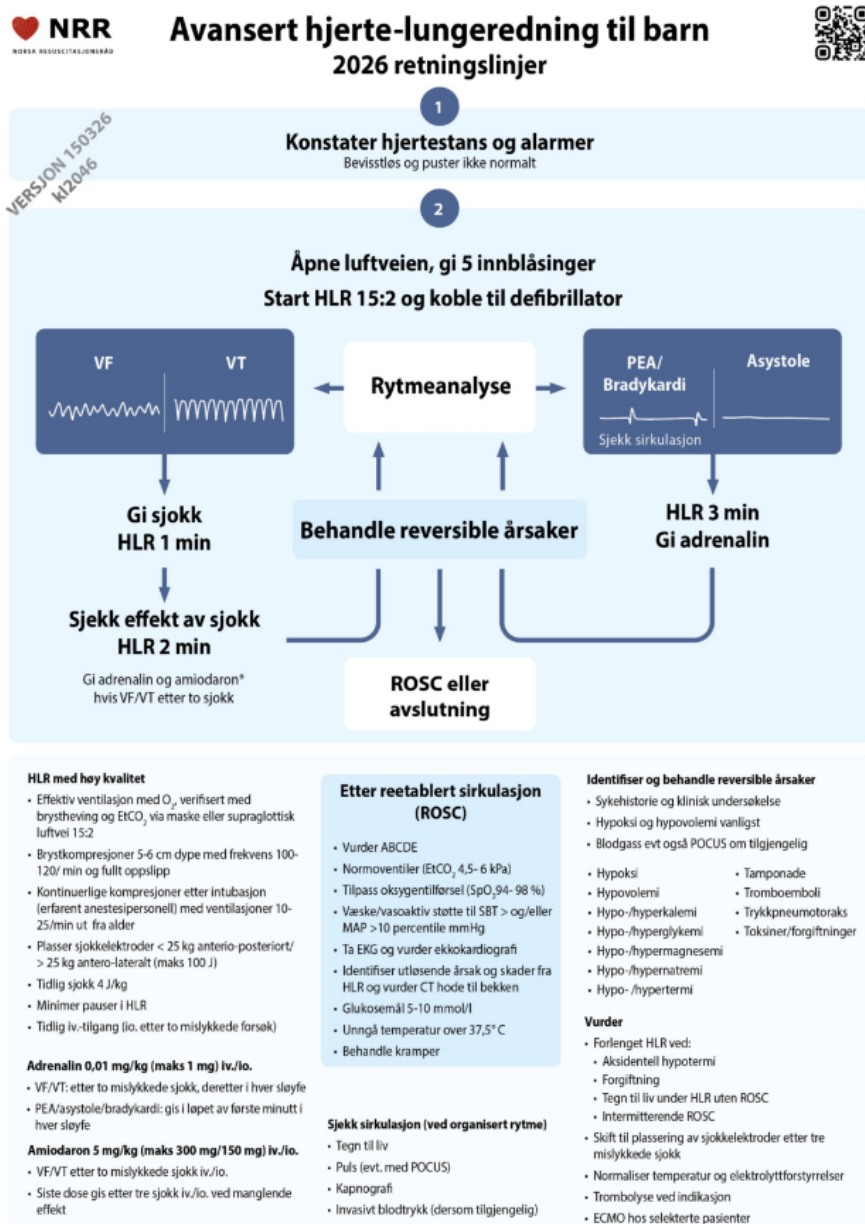 NRR
NORSK RESUSCITASJONSRÅD
Avansert hjerte-lungeredning til barn
2026 retningslinjer
VERSJON 150326
kl2046
1
Konstater hjertestans og alarmer
Bevisstløs og puster ikke normalt
2
Åpne luftveien, gi 5 innblåsinger
Start HLR 15:2 og koble til defibrillator
VF
VT
Rytmeanalyse
PEA/
Bradykardi
Asystole
Sjekk sirkulasjon
Gi sjokk
HLR 1 min
Behandle reversible årsaker
HLR 3 min
Gi adrenalin
Sjekk effekt av sjokk
HLR 2 min
Gi adrenalin og amiodaron*
hvis VF/VT etter to sjokk
ROSC eller
avslutning
HLR med høy kvalitet
• Effektiv ventilasjon med O₂, verifisert med
brystheving og EtCO₂ via maske eller supraglottisk
luftvei 15:2
• Brystkompresjoner 5-6 cm dype med frekvens 100-
120/ min og fullt oppslipp
• Kontinuerlige kompresjoner etter intubasjon
(erfarent anestesipersonell) med ventilasjoner 10-
25/min ut fra alder
• Plasser sjokkelektroder < 25 kg anterio-posteriort/
> 25 kg antero-lateralt (maks 100 J)
• Tidlig sjokk 4 J/kg
• Minimer pauser i HLR
• Tidlig iv.-tilgang (io. etter to mislykkede forsøk)
Adrenalin 0,01 mg/kg (maks 1 mg) iv./io.
• VF/VT: etter to mislykkede sjokk, deretter i hver sløyfe
• PEA/asystole/bradykardi: gis i løpet av første minutt i
hver sløyfe
Amiodaron 5 mg/kg (maks 300 mg/150 mg) iv./io.
• VF/VT etter to mislykkede sjokk iv./io.
• Siste dose gis etter tre sjokk iv./io. ved manglende
effekt
Etter reetablert sirkulasjon
(ROSC)
• Vurder ABCDE
• Normoventiler (EtCO₂ 4,5- 6 kPa)
• Tilpass oksygentilførsel (SpO₂94- 98 %)
• Væske/vasoaktiv støtte til SBT > og/eller
MAP >10 percentile mmHg
• Ta EKG og vurder ekkokardiografi
• Identifiser utløsende årsak og skader fra
HLR og vurder CT hode til bekken
• Glukosemål 5-10 mmol/l
• Unngå temperatur over 37,5° C
• Behandle kramper
Sjekk sirkulasjon (ved organisert rytme)
• Tegn til liv
• Puls (evt. med POCUS)
• Kapnografi
• Invasivt blodtrykk (dersom tilgjengelig)
Identifiser og behandle reversible årsaker
• Sykehistorie og klinisk undersøkelse
• Hypoksi og hypovolemi vanligst
• Blodgass evt også POCUS om tilgjengelig
• Hypoksi
• Hypovolemi
• Hypo-/hyperkalemi
• Hypo-/hyperglykemi
• Hypo-/hypermagnesemi
• Hypo-/hypernatremi
• Hypo- /hypertermi
• Tamponade
• Tromboemboli
• Trykkpneumotoraks
• Toksiner/forgiftninger
Vurder
• Forlenget HLR ved:
• Aksidentell hypotermi
• Forgiftning
• Tegn til liv under HLR uten ROSC
• Intermitterende ROSC
• Skift til plassering av sjokkelektroder etter tre
mislykkede sjokk
• Normaliser temperatur og elektrolyttforstyrrelser
• Trombolyse ved indikasjon
• ECMO hos selekterte pasienter